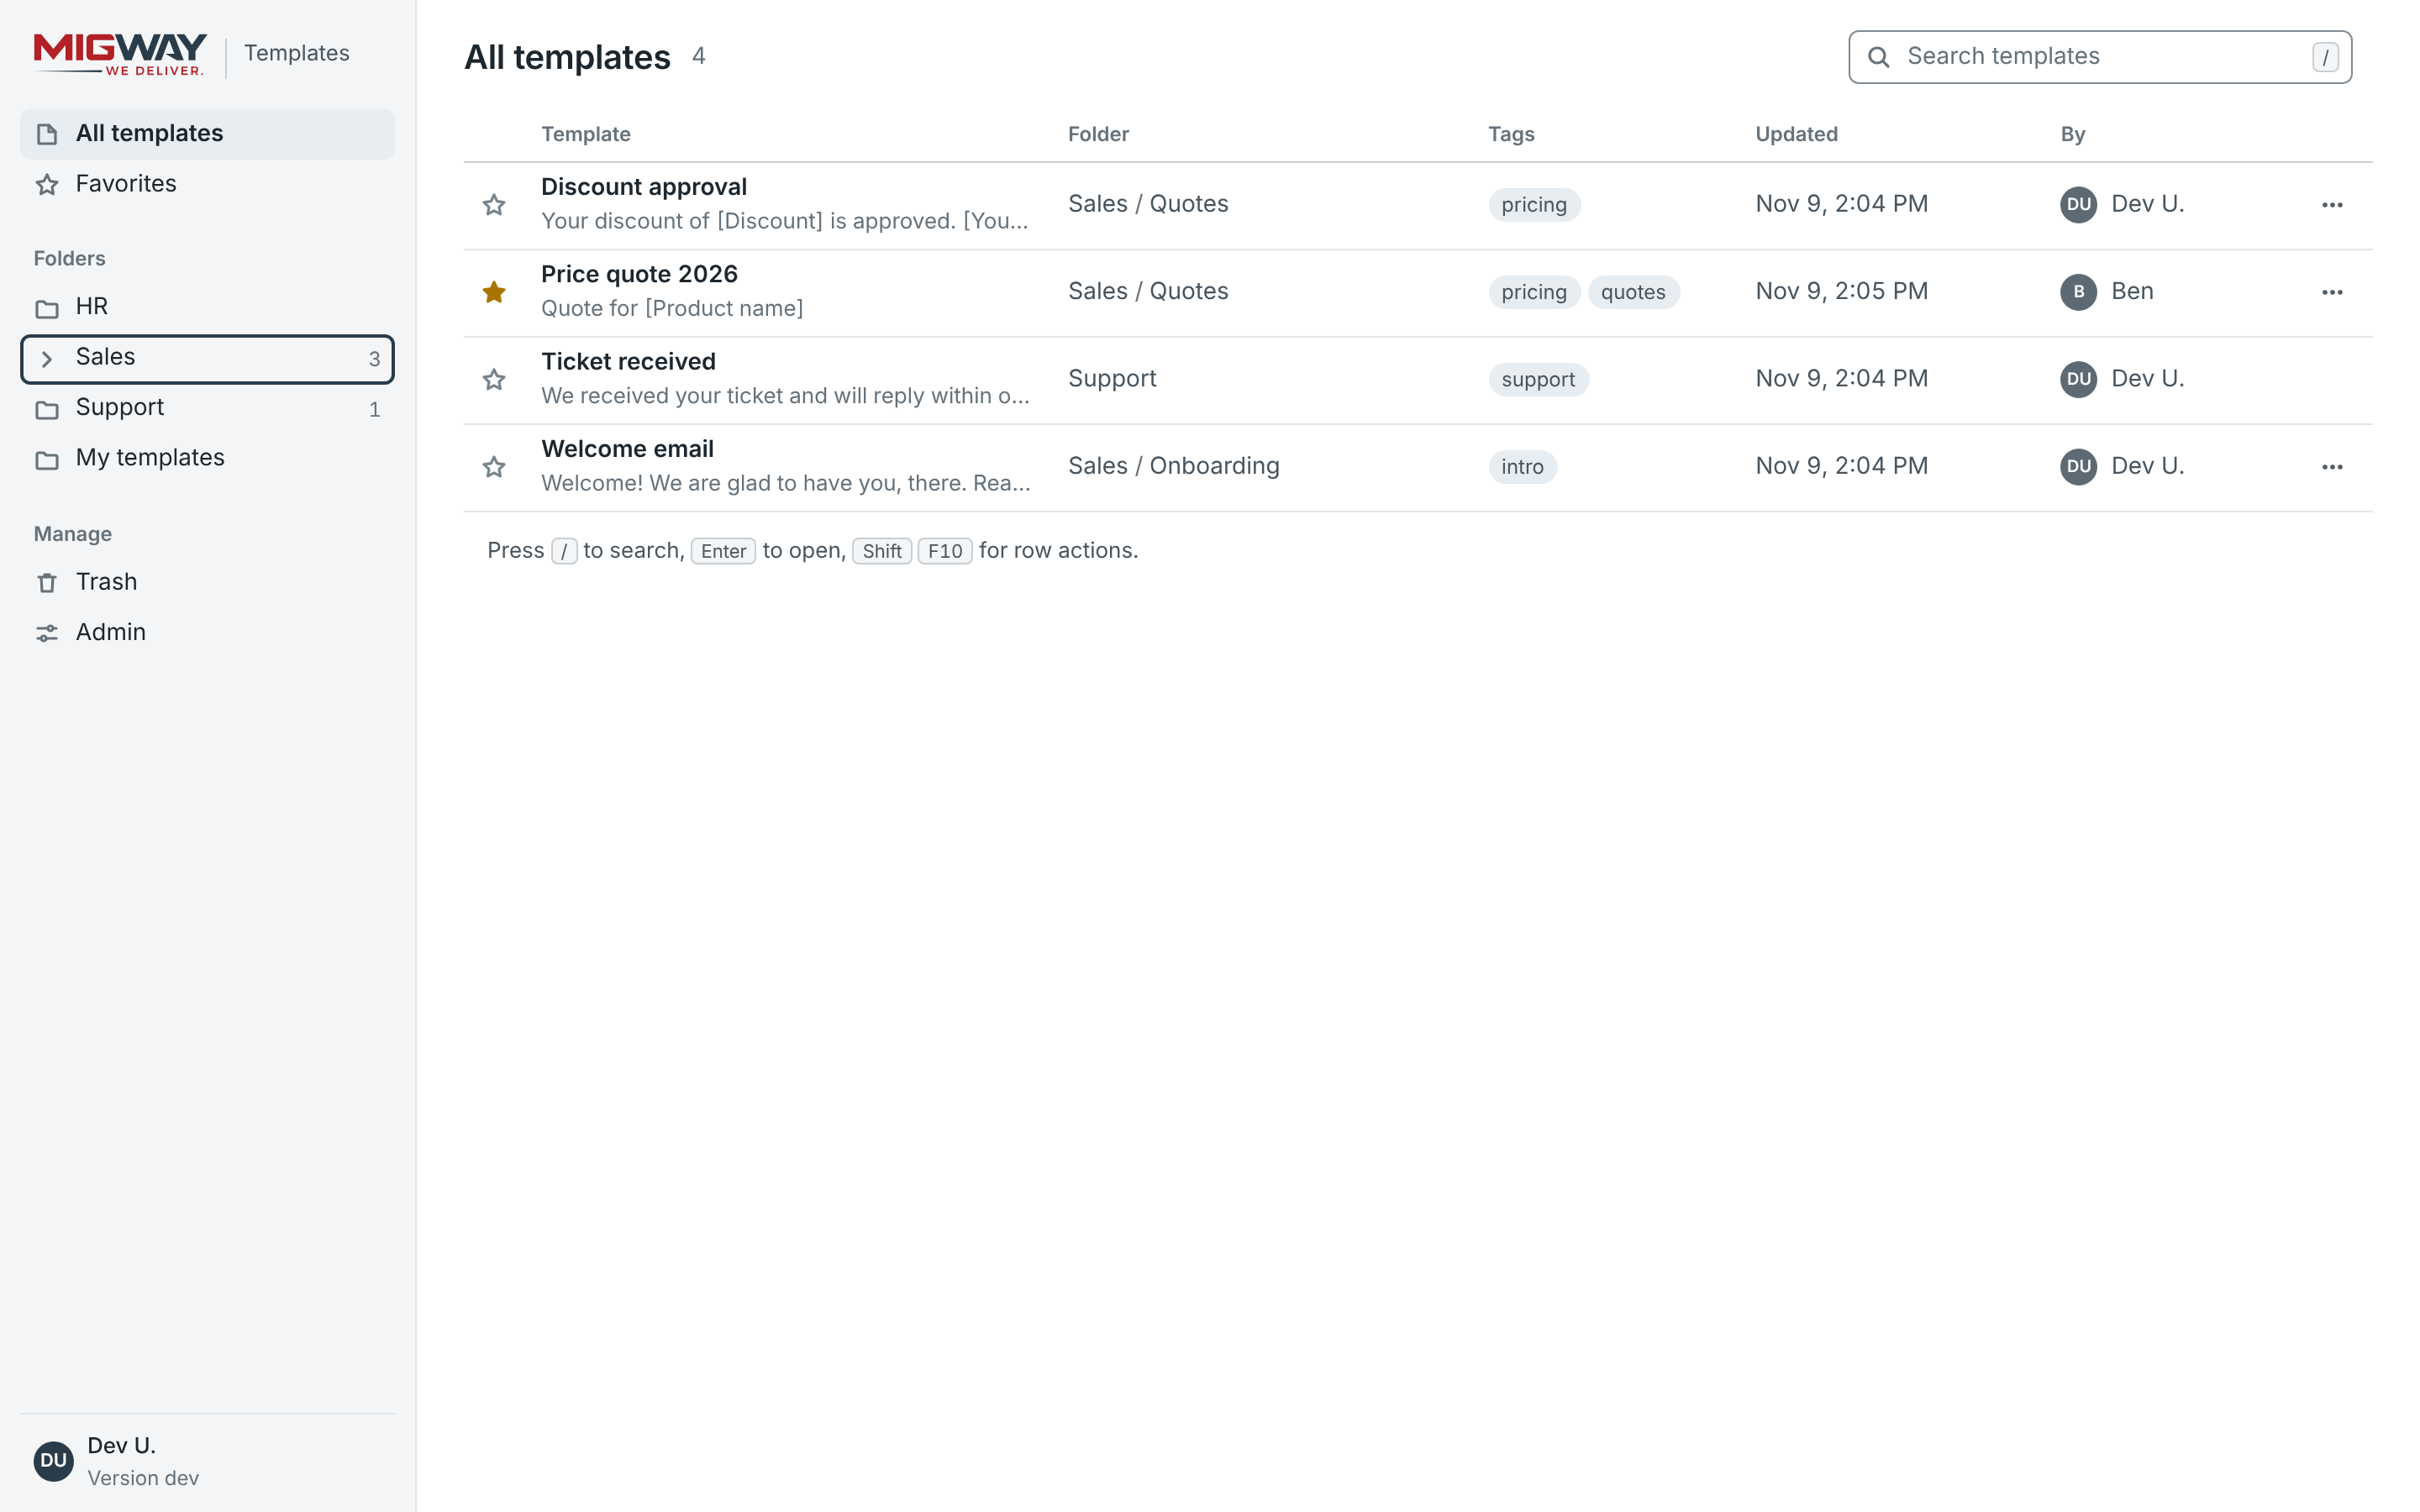 MIGWAY
WE DELIVER.
Templates
All templates
Favorites
Folders
HR
Sales 3
Support 1
My templates
Manage
Trash
Admin
DU
Dev U.
Version dev
All templates 4
Search templates /
Template Folder Tags Updated By
Discount approval
Your discount of [Discount] is approved. [You...
Sales / Quotes pricing Nov 9, 2:04 PM DU Dev U.
Price quote 2026
Quote for [Product name]
Sales / Quotes pricing quotes Nov 9, 2:05 PM B Ben
Ticket received
We received your ticket and will reply within o...
Support support Nov 9, 2:04 PM DU Dev U.
Welcome email
Welcome! We are glad to have you, there. Rea...
Sales / Onboarding intro Nov 9, 2:04 PM DU Dev U.
Press / to search, Enter to open, Shift F10 for row actions.